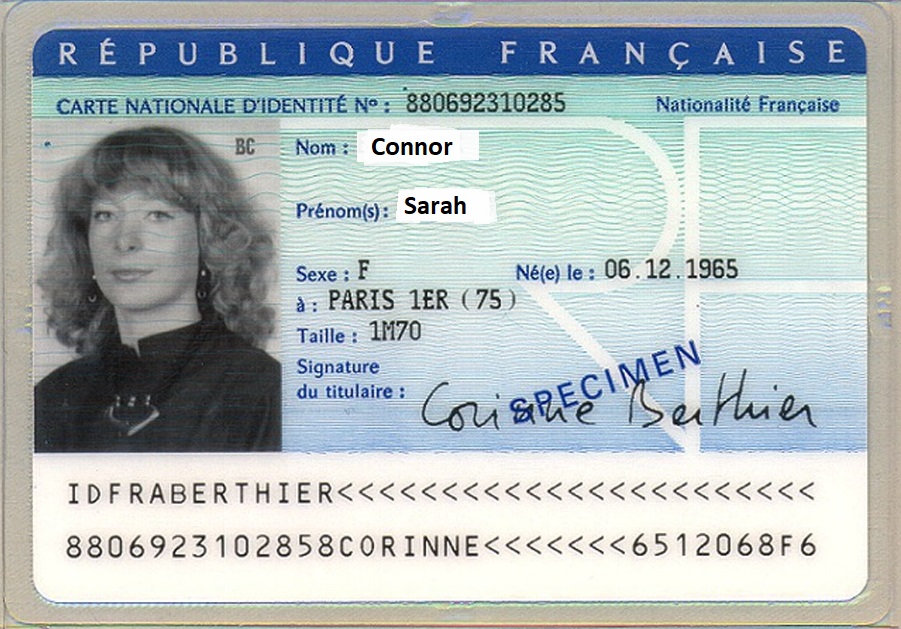 RÉPUBLIQUE FRANÇAISE
CARTE NATIONALE D'IDENTITÉ Nº : 880692310285 Nationalité Française
BC
Nom : Connor
Prénom(s) : Sarah
Sexe : F Né(e) le : 06.12.1965
à : PARIS 1ER (75)
Taille : 1M70
Signature
du titulaire : Corinne Berthier
SPECIMEN
IDFRABERTHIER<<<<<<<<<<<<<<<<<<<<<<<
8806923102858CORINNE<<<<<<<6512068F6